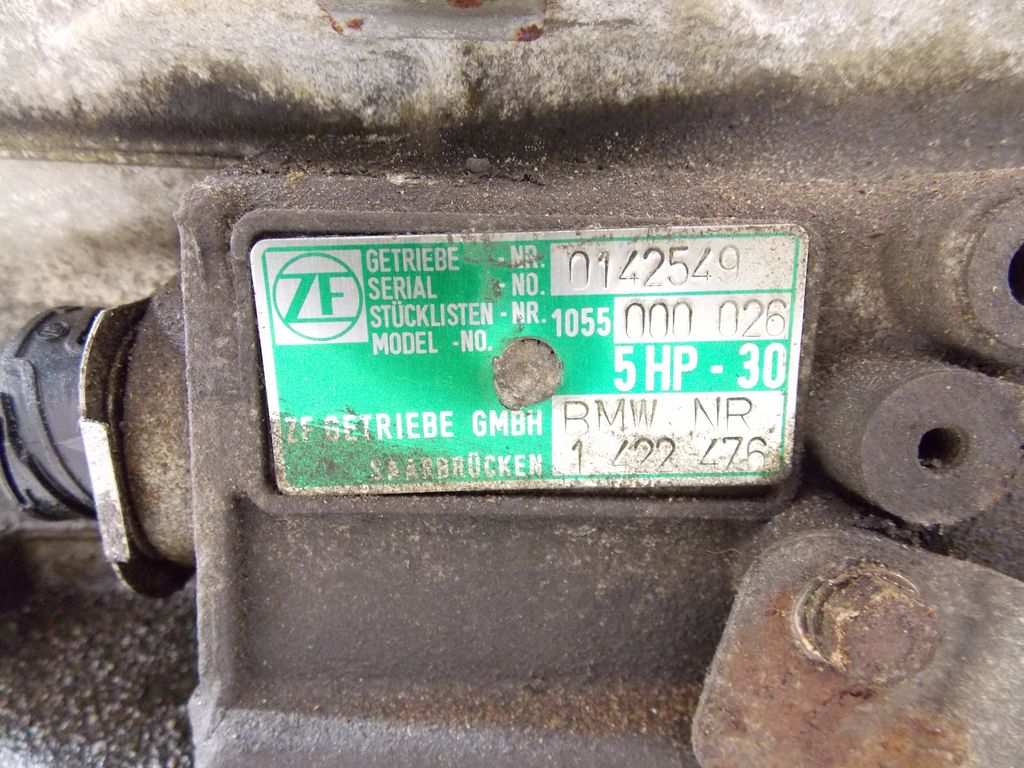 ZF
GETRIEBE - NR. 0142549
SERIAL - NO.
STÜCKLISTEN - NR. 1055 000 026
MODEL - NO.
5 HP - 30
ZF GETRIEBE GMBH
SAARBRÜCKEN
BMW NR
1 422 476